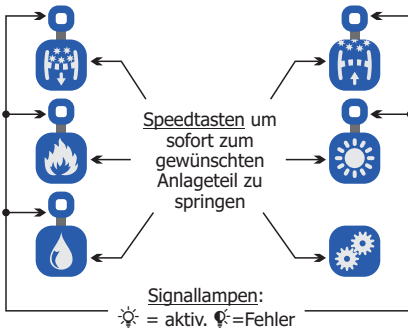 Speedtasten um
sofort zum
gewünschten
Anlageteil zu
springen
Signallampen:
= aktiv. =Fehler